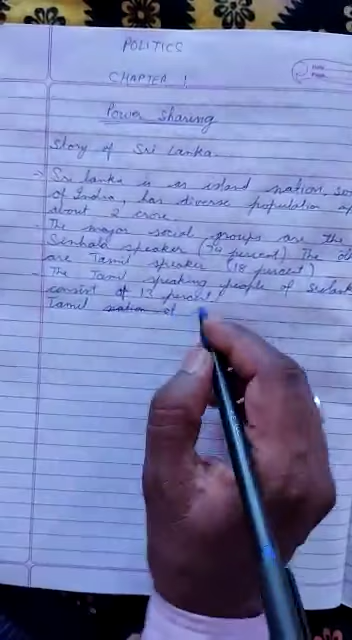 POLITICS
CHAPTER 1
Power Sharing
Story of Sri Lanka.
→ Sri lanka is an island nation,
of India, has diverse population
about 2 crore.
- The major social groups are the
Sinhala speaker (74 percent) The
are Tamil speaker (18 percent)
- The Tamil speaking people of
consist of 13 percent
Tamil nation of